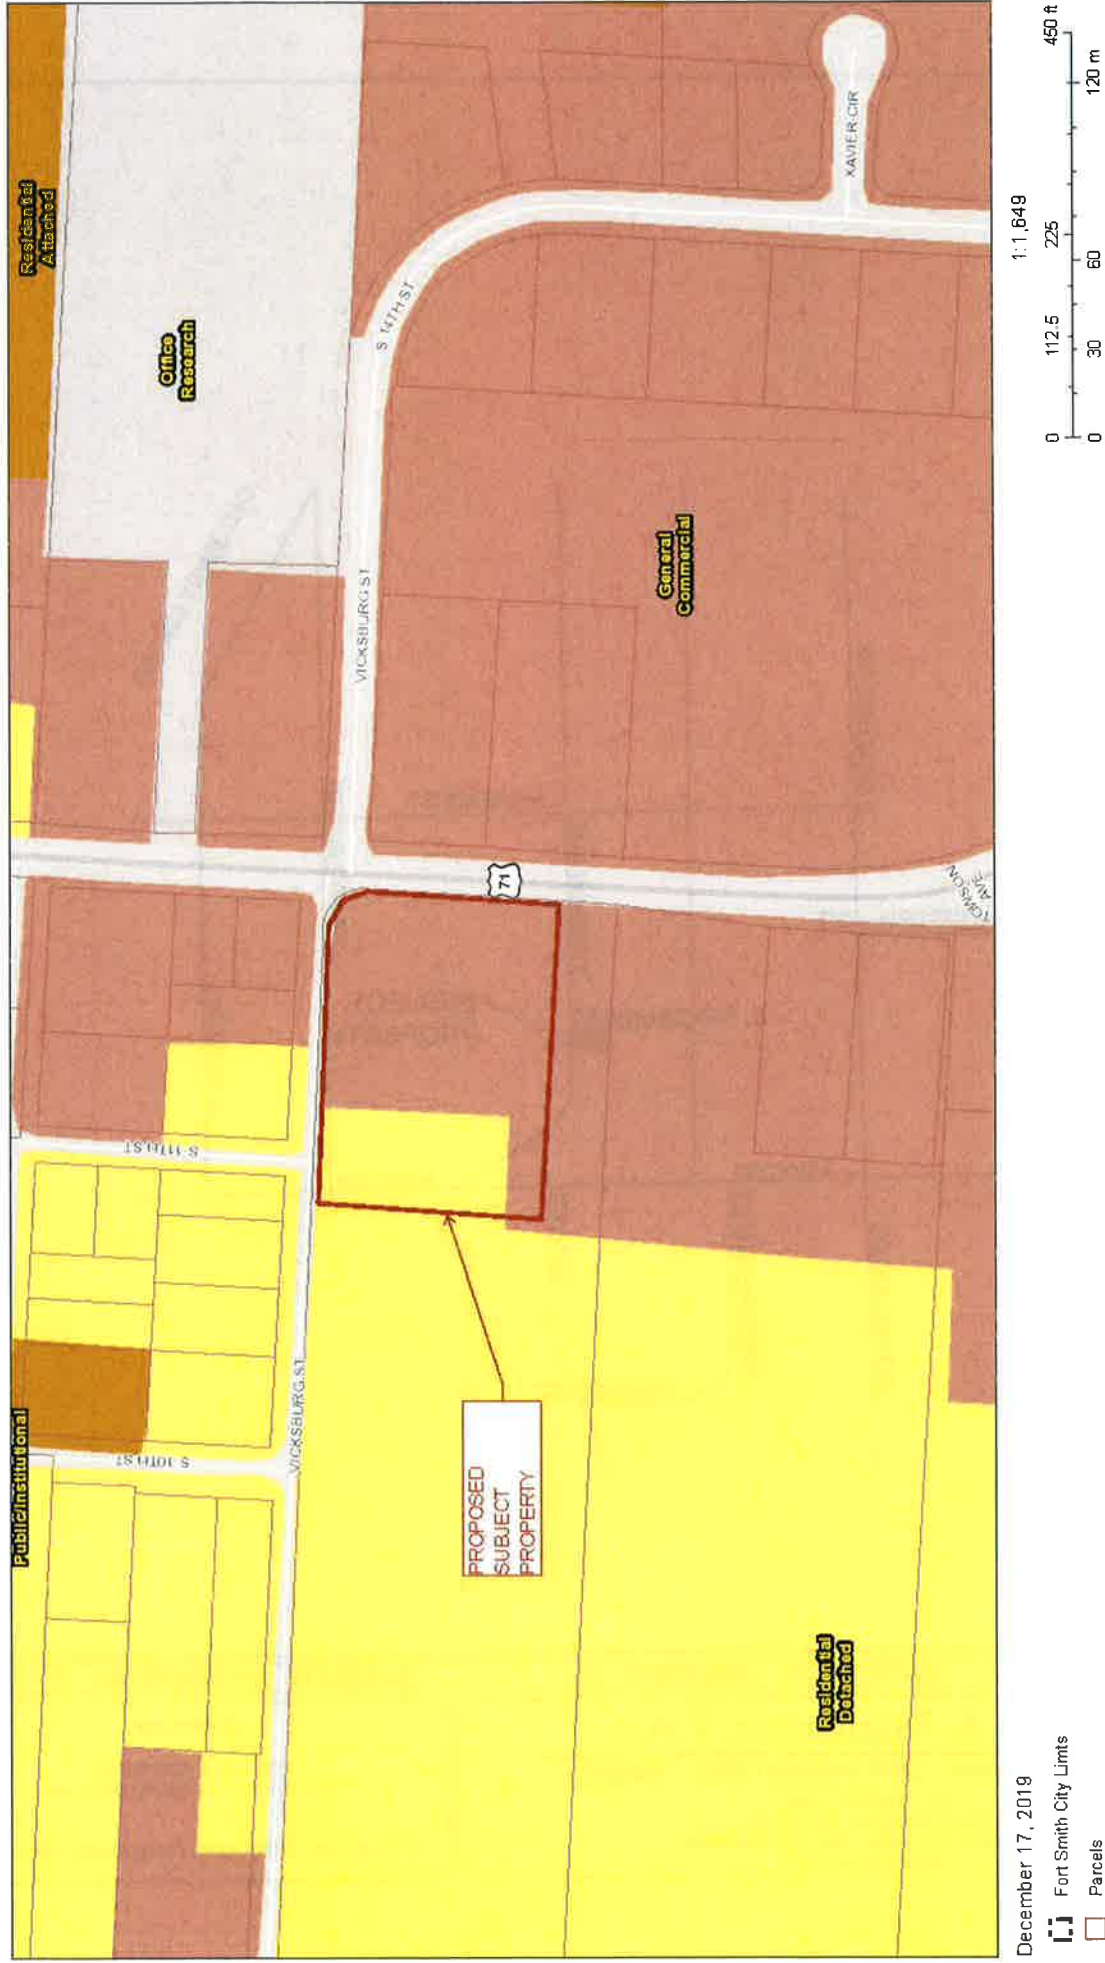 Public/Institutional
Residential
Attached
Office
Research
S 10TH ST
S 11TH ST
VICKSBURG ST
VICKSBURG ST
S 14TH ST
XAVIER CIR
71
TOWSON
AVE
PROPOSED
SUBJECT
PROPERTY
General
Commercial
Residential
Detached
December 17, 2019
Fort Smith City Limts
Parcels
1:1,649
0 112.5 225 450 ft
0 30 60 120 m